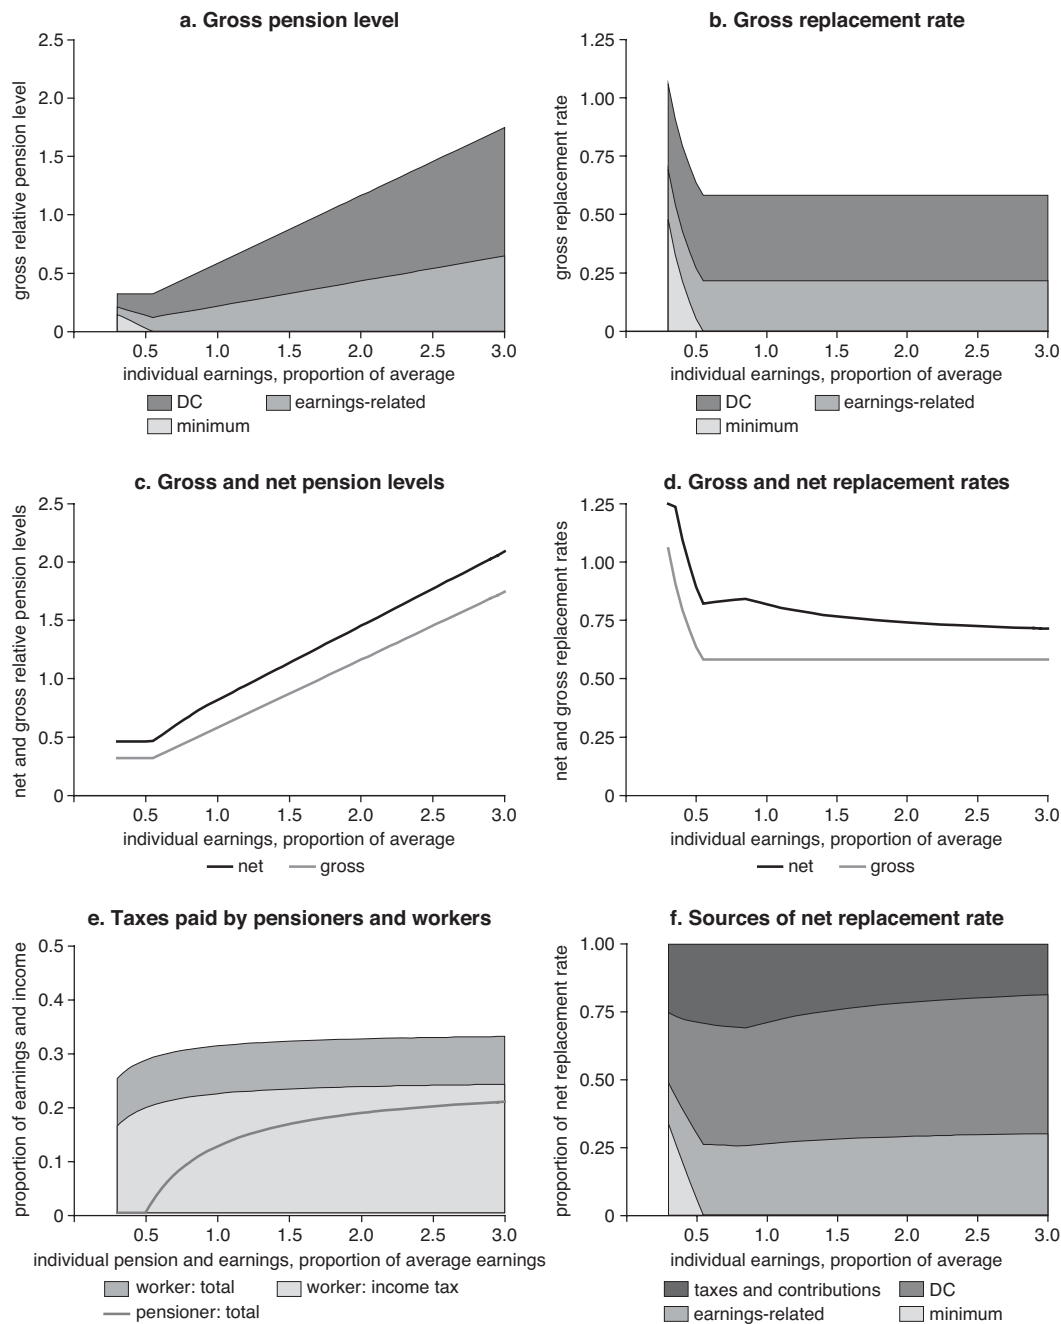 a. Gross pension level
gross relative pension level
2.5
2.0
1.5
1.0
0.5
0
0.5 1.0 1.5 2.0 2.5 3.0
individual earnings, proportion of average
DC earnings-related
minimum
b. Gross replacement rate
gross replacement rate
1.25
1.00
0.75
0.50
0.25
0
0.5 1.0 1.5 2.0 2.5 3.0
individual earnings, proportion of average
DC earnings-related
minimum
c. Gross and net pension levels
net and gross relative pension levels
2.5
2.0
1.5
1.0
0.5
0
0.5 1.0 1.5 2.0 2.5 3.0
individual earnings, proportion of average
net gross
d. Gross and net replacement rates
net and gross replacement rates
1.25
1.00
0.75
0.50
0.25
0
0.5 1.0 1.5 2.0 2.5 3.0
individual earnings, proportion of average
net gross
e. Taxes paid by pensioners and workers
proportion of earnings and income
0.5
0.4
0.3
0.2
0.1
0
0.5 1.0 1.5 2.0 2.5 3.0
individual pension and earnings, proportion of average earnings
worker: total worker: income tax
pensioner: total
f. Sources of net replacement rate
proportion of net replacement rate
1.00
0.75
0.50
0.25
0
0.5 1.0 1.5 2.0 2.5 3.0
individual earnings, proportion of average
taxes and contributions DC
earnings-related minimum